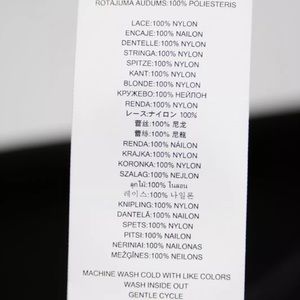 ROTĀJUMA AUDUMS:100% POLIESTERIS
LACE:100% NYLON
ENCAJE:100% NAILON
DENTELLE:100% NYLON
STRINGA:100% NYLON
SPITZE:100% NYLON
KANT:100% NYLON
BLONDE:100% NYLON
КРУЖЕВО:100% НЕЙЛОН
RENDA:100% NYLON
レース:ナイロン 100%
蕾丝:100% 尼龙
蕾絲:100% 尼龍
RENDA:100% NÁILON
KRAJKA:100% NYLON
KORONKA:100% NYLON
SZALAG:100% NEJLON
ลูกไม้:100% ไนลอน
레이스:100% 나일론
KNIPLING:100% NYLON
DANTELĂ:100% NAILON
SPETS:100% NYLON
PITSI:100% NAILON
NERINIAI:100% NAILONAS
MEŽĢĪNES:100% NEILONS
MACHINE WASH COLD WITH LIKE COLORS
WASH INSIDE OUT
GENTLE CYCLE